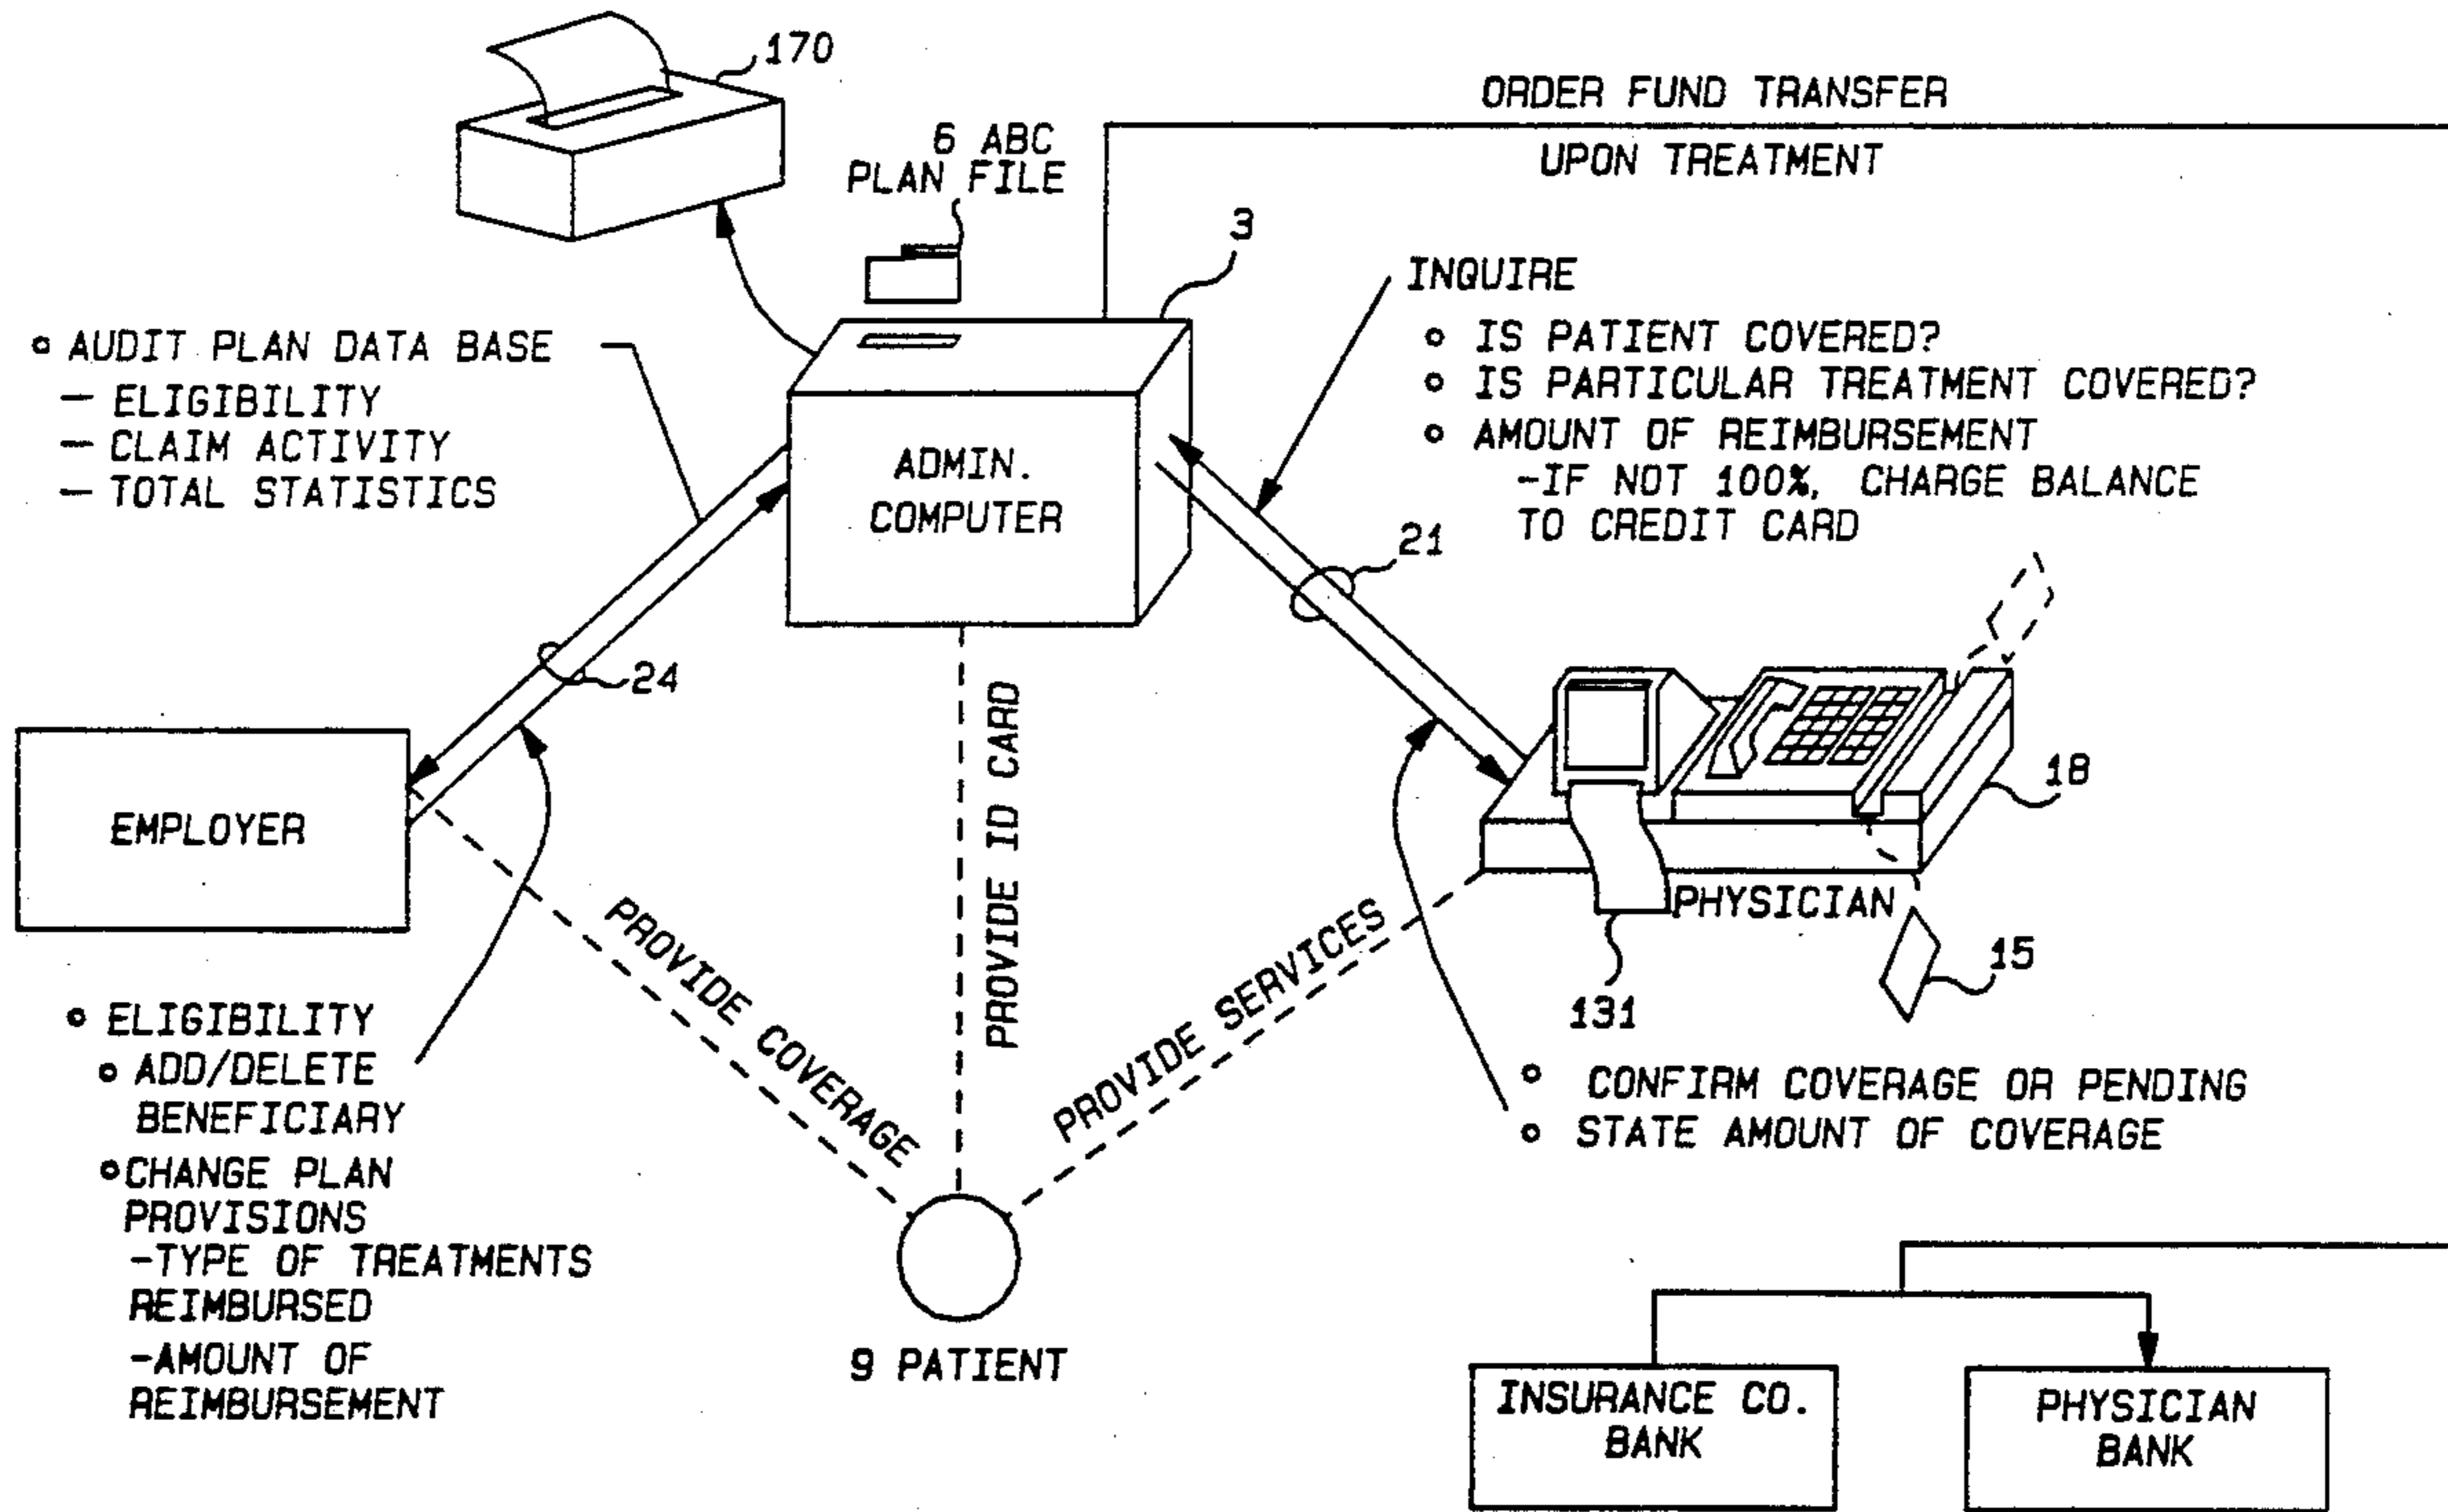 170
6 ABC
PLAN FILE
3
ORDER FUND TRANSFER
UPON TREATMENT
INQUIRE
∘ IS PATIENT COVERED?
∘ IS PARTICULAR TREATMENT COVERED?
∘ AMOUNT OF REIMBURSEMENT
-IF NOT 100%, CHARGE BALANCE
TO CREDIT CARD
∘ AUDIT PLAN DATA BASE
— ELIGIBILITY
— CLAIM ACTIVITY
— TOTAL STATISTICS
ADMIN.
COMPUTER
21
24
EMPLOYER
PROVIDE COVERAGE
PROVIDE ID CARD
PROVIDE SERVICES
18
PHYSICIAN
15
131
∘ ELIGIBILITY
∘ ADD/DELETE
BENEFICIARY
∘CHANGE PLAN
PROVISIONS
-TYPE OF TREATMENTS
REIMBURSED
-AMOUNT OF
REIMBURSEMENT
∘ CONFIRM COVERAGE OR PENDING
∘ STATE AMOUNT OF COVERAGE
9 PATIENT
INSURANCE CO.
BANK
PHYSICIAN
BANK